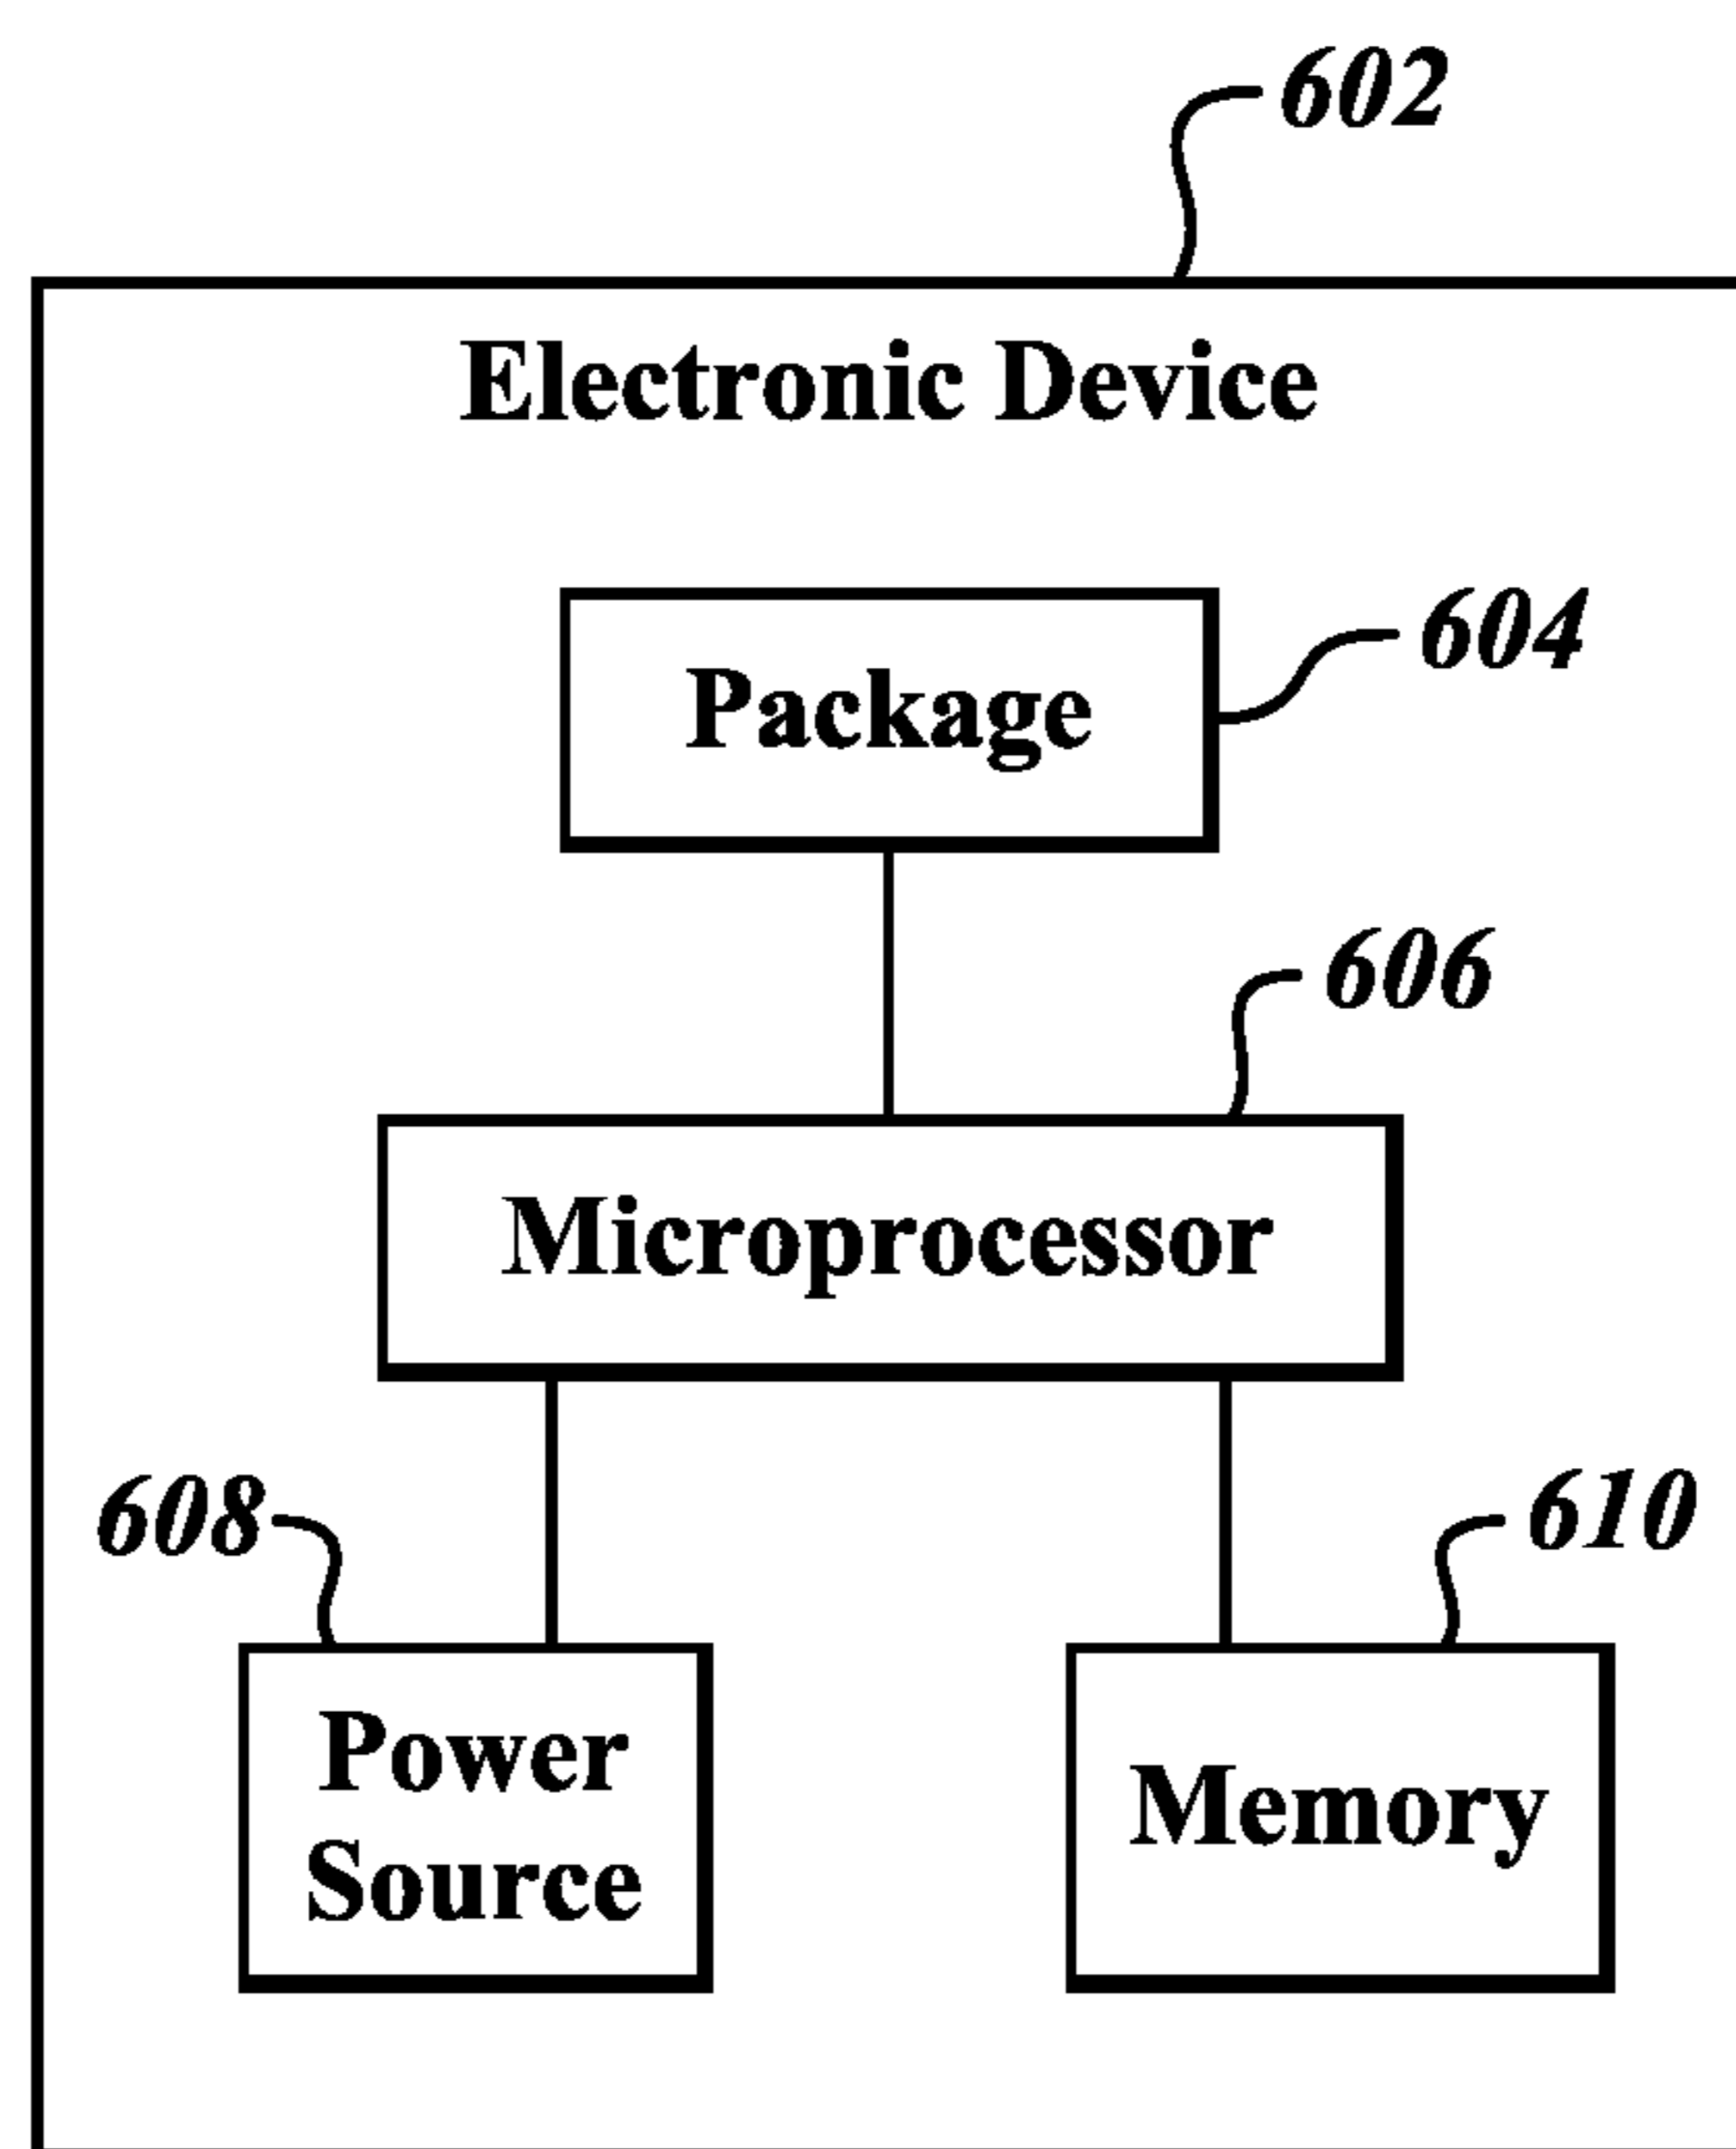 602
Electronic Device
604
Package
606
Microprocessor
608
610
Power
Source
Memory